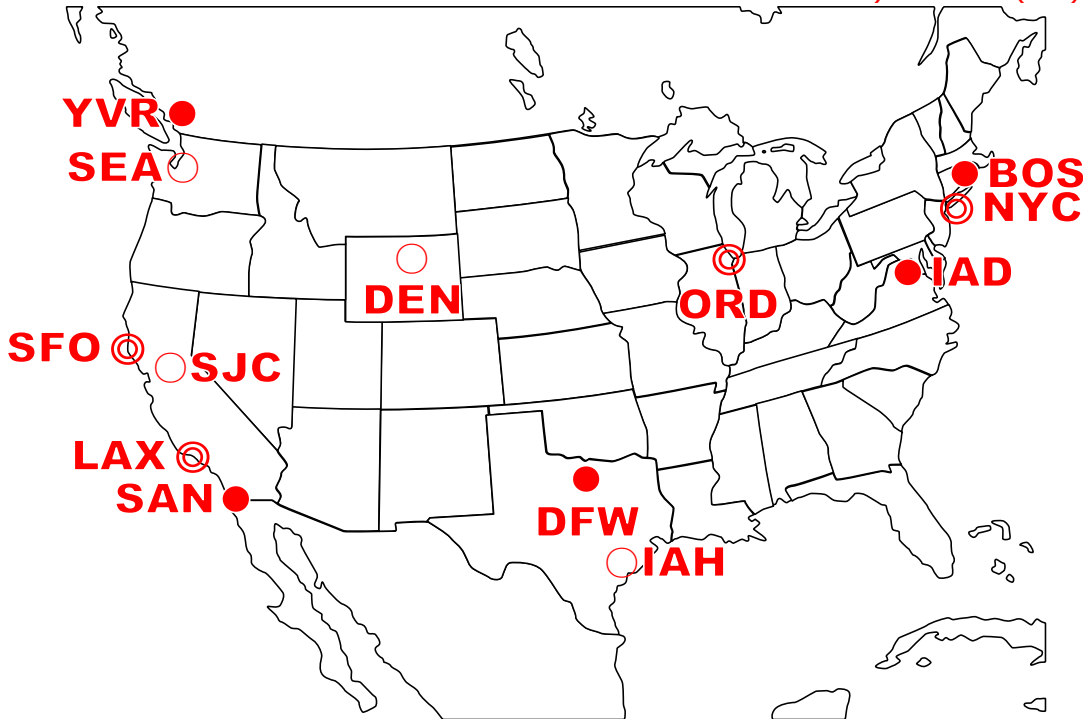 YVR
SEA
BOS
NYC
DEN
IAD
ORD
SFO
SJC
LAX
SAN
DFW
IAH